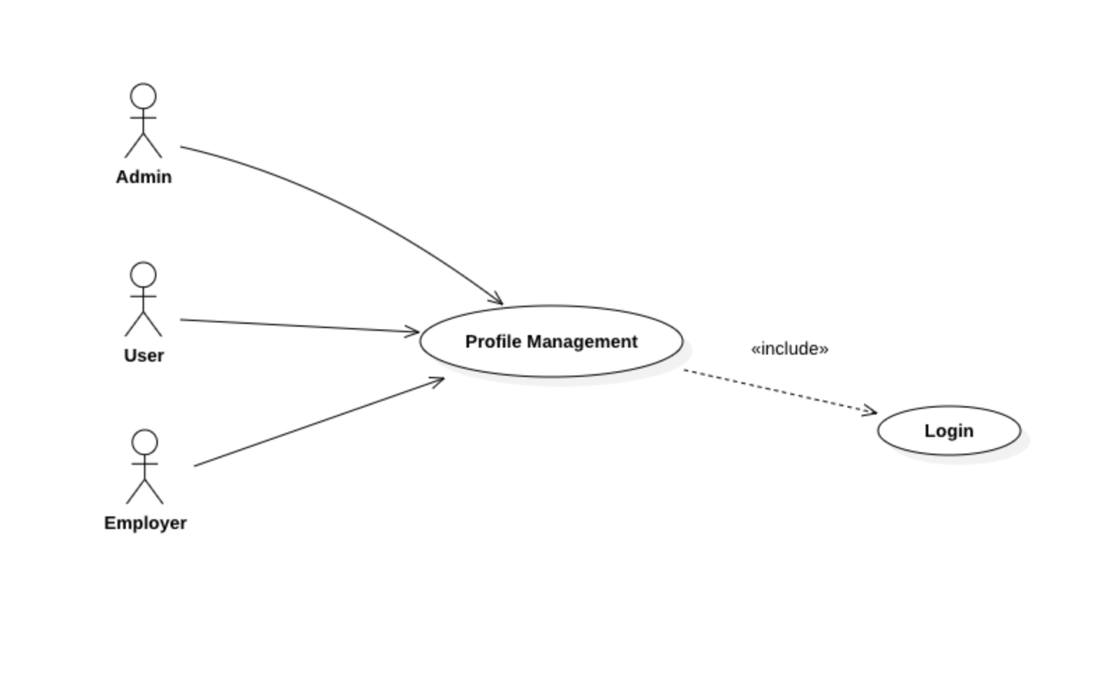 Admin
User
Profile Management
«include»
Login
Employer